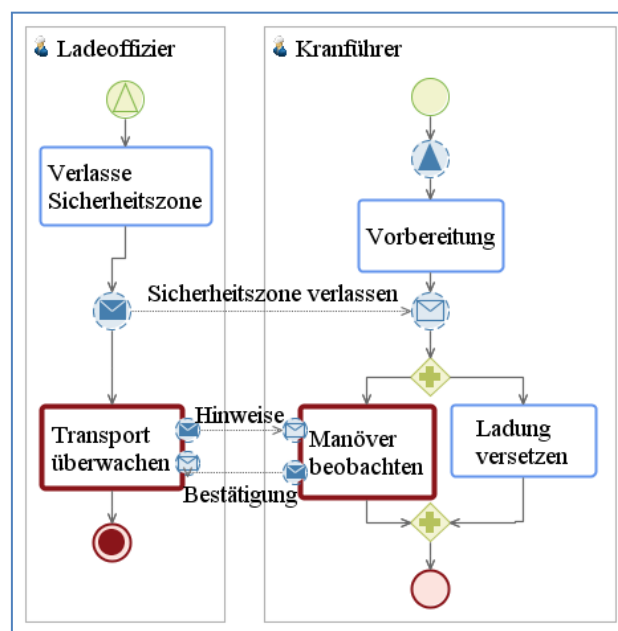 Ladeoffizier
Kranführer
Verlasse
Sicherheitszone
Vorbereitung
Sicherheitszone verlassen
Hinweise
Transport
überwachen
Manöver
beobachten
Ladung
versetzen
Bestätigung